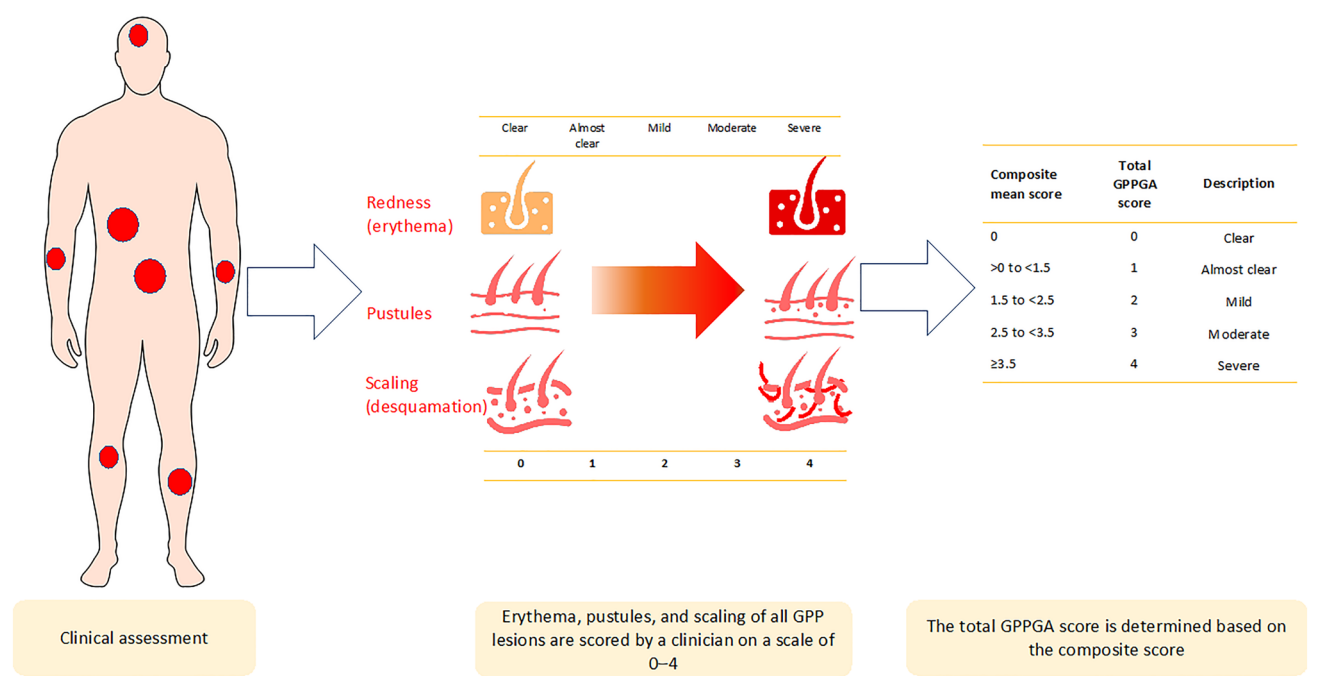 Clear
Almost
clear
Mild
Moderate
Severe
Redness
(erythema)
Pustules
Scaling
(desquamation)
0
1
2
3
4
Composite
mean score
Total
GPPGA
score
Description
0
0
Clear
>0 to <1.5
1
Almost clear
1.5 to <2.5
2
Mild
2.5 to <3.5
3
Moderate
≥3.5
4
Severe
Clinical assessment
Erythema, pustules, and scaling of all GPP
lesions are scored by a clinician on a scale of
0–4
The total GPPGA score is determined based on
the composite score